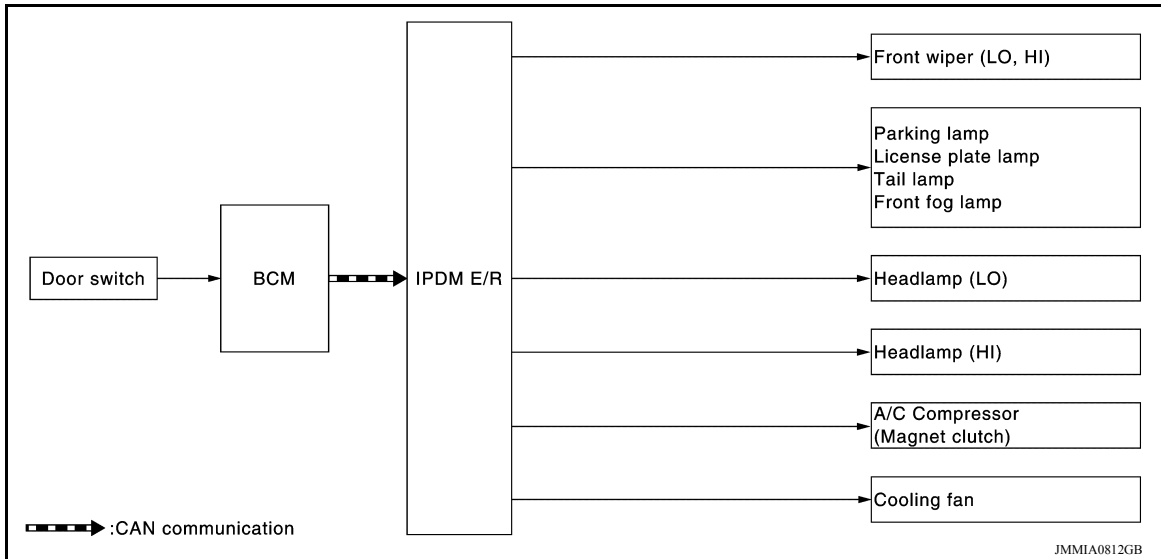 Front wiper (LO, HI)
Parking lamp
License plate lamp
Tail lamp
Front fog lamp
Door switch
BCM
IPDM E/R
Headlamp (LO)
Headlamp (HI)
A/C Compressor
(Magnet clutch)
Cooling fan
:CAN communication
JMMIA0812GB